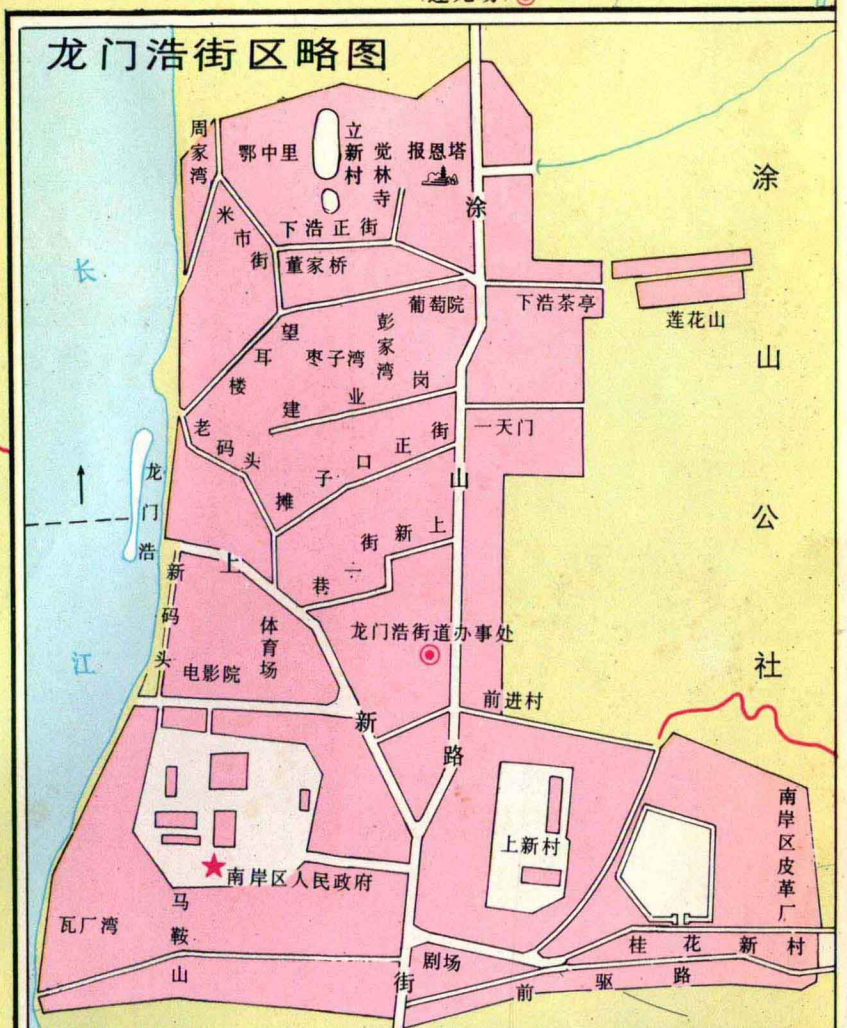 龙门浩街区略图
周家湾
鄂中里
立新村
觉林寺
报恩塔
涂山路
涂山公社
米市街
下浩正街
董家桥
长江
葡萄院
下浩茶亭
莲花山
望耳楼
枣子湾
彭家湾
建业岗
老码头
一天门
摊子口正街
龙门浩
上新街一巷
上新街
新码头
体育场
龙门浩街道办事处
电影院
前进村
上新村
南岸区皮革厂
南岸区人民政府
瓦厂湾
马鞍山
剧场
桂花新村
前驱路